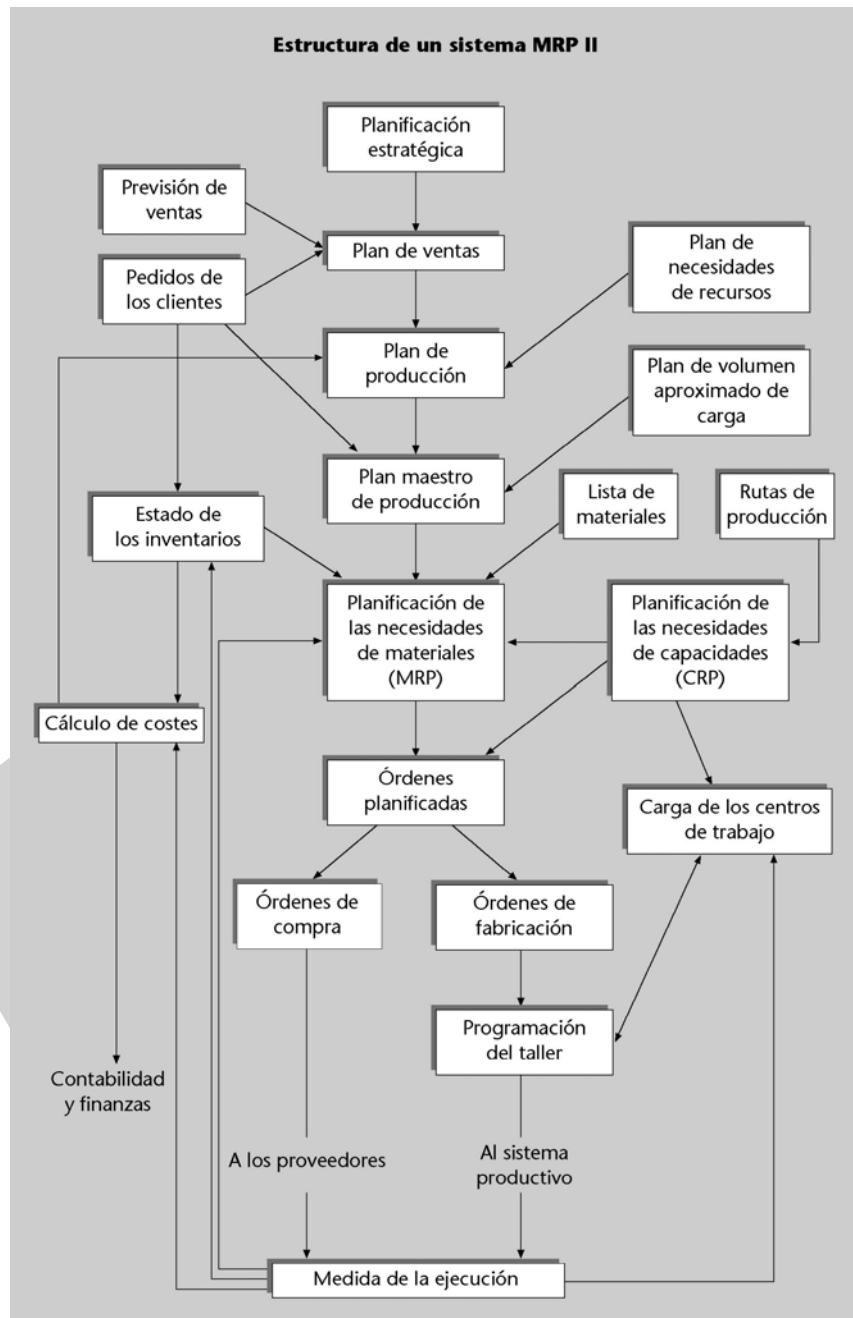 Estructura de un sistema MRP II
Planificación
estratégica
Previsión de
ventas
Plan de ventas
Plan de
necesidades
de recursos
Pedidos de
los clientes
Plan de
producción
Plan de volumen
aproximado de
carga
Plan maestro
de producción
Lista de
materiales
Rutas de
producción
Estado de
los inventarios
Planificación de
las necesidades
de materiales
(MRP)
Planificación de
las necesidades
de capacidades
(CRP)
Cálculo de costes
Órdenes
planificadas
Carga de los centros
de trabajo
Órdenes de
compra
Órdenes de
fabricación
Programación
del taller
Contabilidad
y finanzas
A los proveedores
Al sistema
productivo
Medida de la ejecución